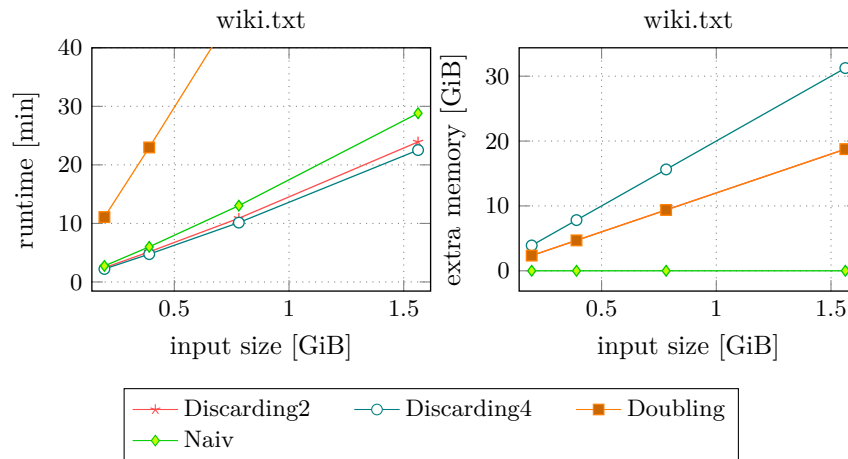 wiki.txt
runtime [min]
40
30
20
10
0
0.5 1 1.5
input size [GiB]
wiki.txt
extra memory [GiB]
30
20
10
0
0.5 1 1.5
input size [GiB]
Discarding2 Discarding4 Doubling
Naiv